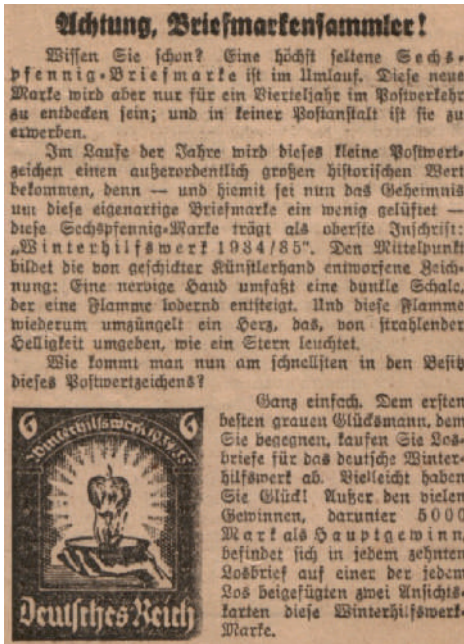 Achtung, Briefmarkensammler!
Wissen Sie schon? Eine höchst seltene Sechs-
pfennig-Briefmarke ist im Umlauf. Diese neue
Marke wird aber nur für ein Vierteljahr im Postverkehr
zu entdecken sein; und in keiner Postanstalt ist sie zu
erwerben.
Im Laufe der Jahre wird dieses kleine Postwert-
zeichen einen außerordentlich großen historischen Wert
bekommen, denn — und hiemit sei nun das Geheimnis
um diese eigenartige Briefmarke ein wenig gelüftet —
diese Sechspfennig-Marke trägt als oberste Inschrift:
„Winterhilfswerk 1934/35". Den Mittelpunkt
bildet die von geschickter Künstlerhand entworfene Zeich-
nung: Eine nervige Hand umfaßt eine dunkle Schale,
der eine Flamme lodernd entsteigt. Und diese Flamme
wiederum umzüngelt ein Herz, das, von strahlender
Helligkeit umgeben, wie ein Stern leuchtet.
Wie kommt man nun am schnellsten in den Besitz
dieses Postwertzeichens?
Ganz einfach. Dem ersten
besten grauen Glücksmann, dem
Sie begegnen, kaufen Sie Los-
briefe für das deutsche Winter-
hilfswerk ab. Vielleicht haben
Sie Glück! Außer den vielen
Gewinnen, darunter 5000
Mark als Hauptgewinn,
befindet sich in jedem zehnten
Losbrief auf einer der jedem
Los beigefügten zwei Ansichts-
karten diese Winterhilfswerk-
Marke.
6 6
Winterhilfswerk
Deutsches Reich